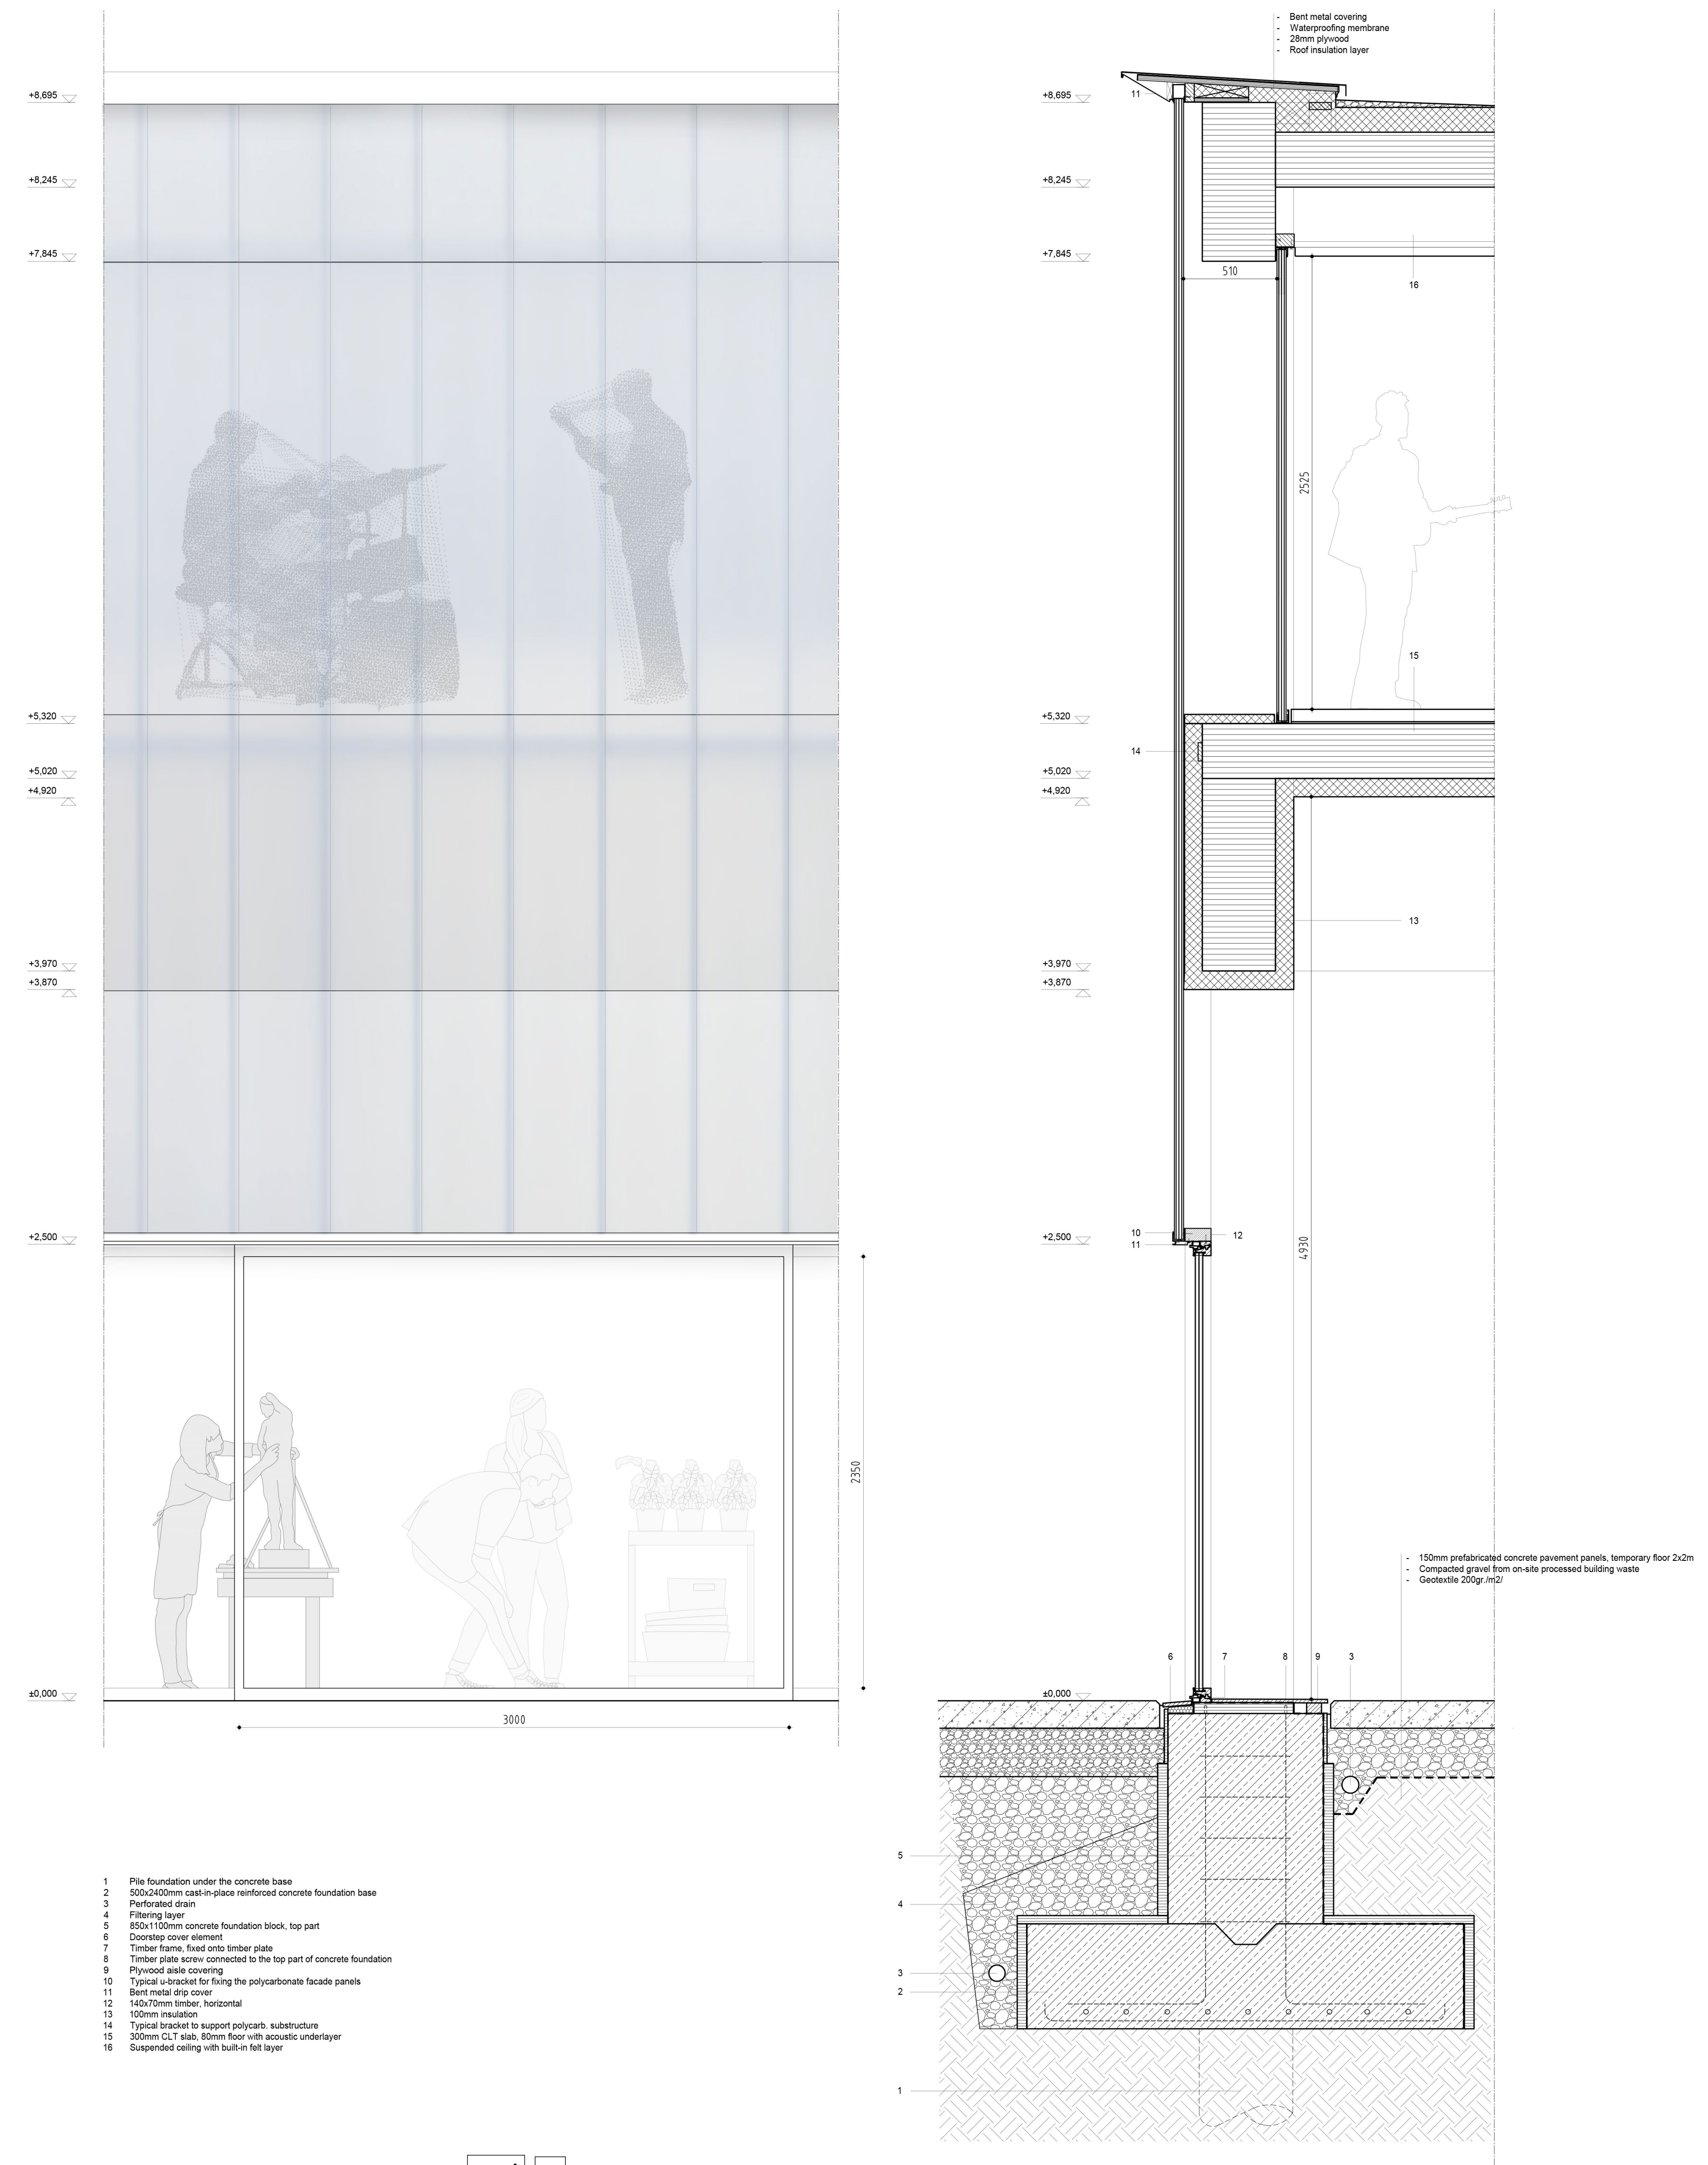 - Bent metal covering
- Waterproofing membrane
- 28mm plywood
- Roof insulation layer
+8,695
+8,245
+7,845
+5,320
+5,020
+4,920
+3,970
+3,870
+2,500
±0,000
3000
2350
+8,695
11
+8,245
+7,845
510
16
2525
15
+5,320
14
+5,020
+4,920
13
+3,970
+3,870
10
12
+2,500
11
4930
- 150mm prefabricated concrete pavement panels, temporary floor 2x2m
- Compacted gravel from on-site processed building waste
- Geotextile 200gr./m2/
6 7 8 9 3
±0,000
5
4
3
2
1
1 Pile foundation under the concrete base
2 500x2400mm cast-in-place reinforced concrete foundation base
3 Perforated drain
4 Filtering layer
5 850x1100mm concrete foundation block, top part
6 Doorstep cover element
7 Timber frame, fixed onto timber plate
8 Timber plate screw connected to the top part of concrete foundation
9 Plywood aisle covering
10 Typical u-bracket for fixing the polycarbonate facade panels
11 Bent metal drip cover
12 140x70mm timber, horizontal
13 100mm insulation
14 Typical bracket to support polycarb. substructure
15 300mm CLT slab, 80mm floor with acoustic underlayer
16 Suspended ceiling with built-in felt layer